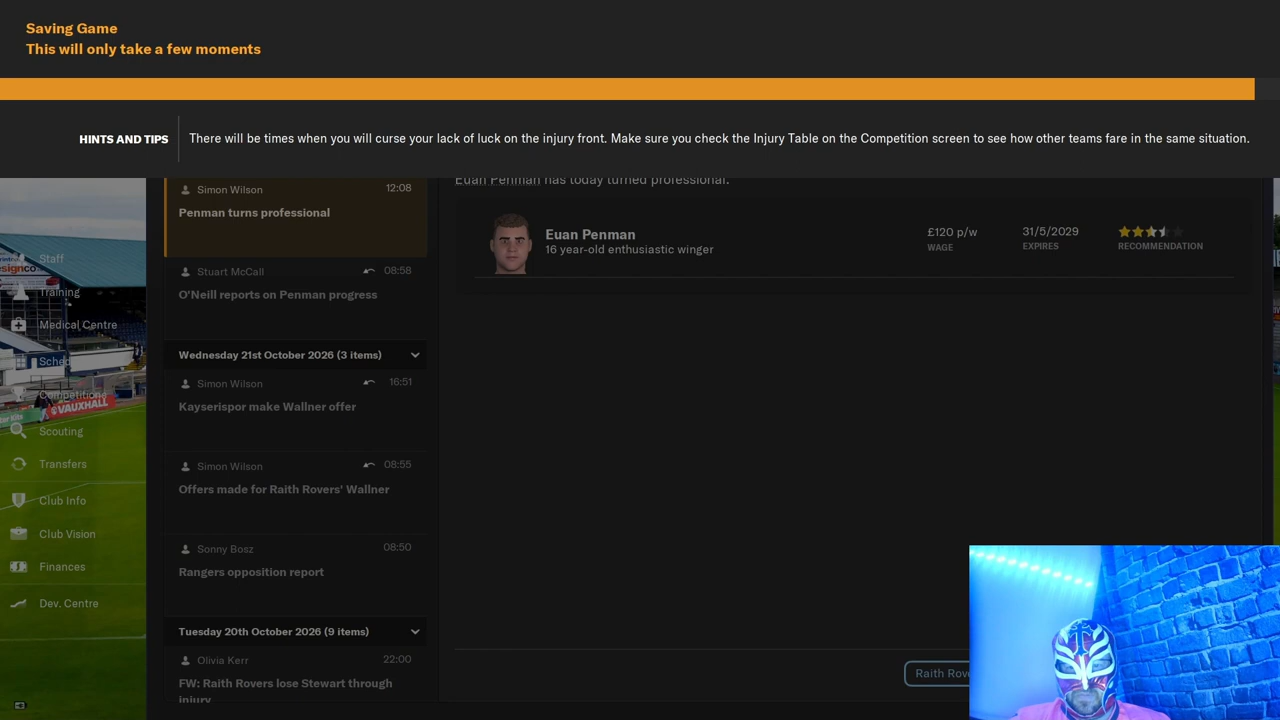 Saving Game
This will only take a few moments
HINTS AND TIPS
There will be times when you will curse your lack of luck on the injury front. Make sure you check the Injury Table on the Competition screen to see how other teams fare in the same situation.
Staff
Training
Medical Centre
Sched
Competitions
Scouting
Transfers
Club Info
Club Vision
Finances
Dev. Centre
VAUXHALL
Simon Wilson 12:08
Penman turns professional
Stuart McCall 08:58
O'Neill reports on Penman progress
Wednesday 21st October 2026 (3 items)
Simon Wilson 16:51
Kayserispor make Wallner offer
Simon Wilson 08:55
Offers made for Raith Rovers' Wallner
Sonny Bosz 08:50
Rangers opposition report
Tuesday 20th October 2026 (9 items)
Olivia Kerr 22:00
FW: Raith Rovers lose Stewart through
injury
Euan Penman has today turned professional.
Euan Penman
16 year-old enthusiastic winger
£120 p/w
WAGE
31/5/2029
EXPIRES
RECOMMENDATION
Raith Rov